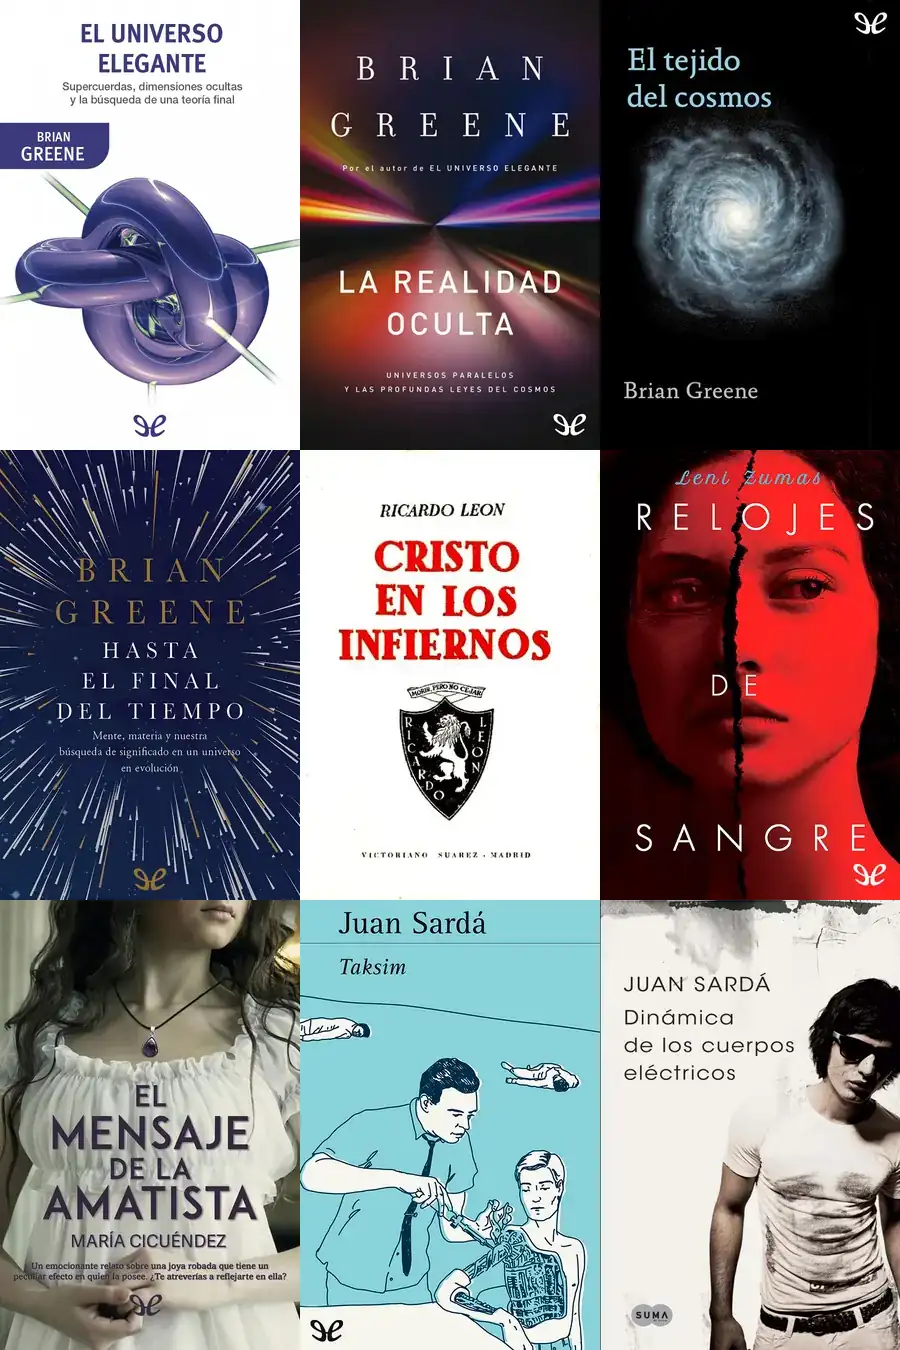 EL UNIVERSO
ELEGANTE
Supercuerdas, dimensiones ocultas
y la búsqueda de una teoría final
BRIAN
GREENE
BRIAN
GREENE
Por el autor de EL UNIVERSO ELEGANTE
LA REALIDAD
OCULTA
UNIVERSOS PARALELOS
Y LAS PROFUNDAS LEYES DEL COSMOS
El tejido
del cosmos
Brian Greene
BRIAN
GREENE
HASTA
EL FINAL
DEL TIEMPO
Mente, materia y nuestra
búsqueda de significado en un universo
en evolución
RICARDO LEON
CRISTO
EN LOS
INFIERNOS
MORIR, PERO NO CEJAR
RICARDO LEON
VICTORIANO SUAREZ - MADRID
Leni Zumas
RELOJES
DE
SANGRE
EL
MENSAJE
DE LA
AMATISTA
MARÍA CICUÉNDEZ
Un emocionante relato sobre una joya robada que tiene un
peculiar efecto en quien la posee. ¿Te atreverías a reflejarte en ella?
Juan Sardá
Taksim
JUAN SARDÁ
Dinámica
de los cuerpos
eléctricos
SUMA